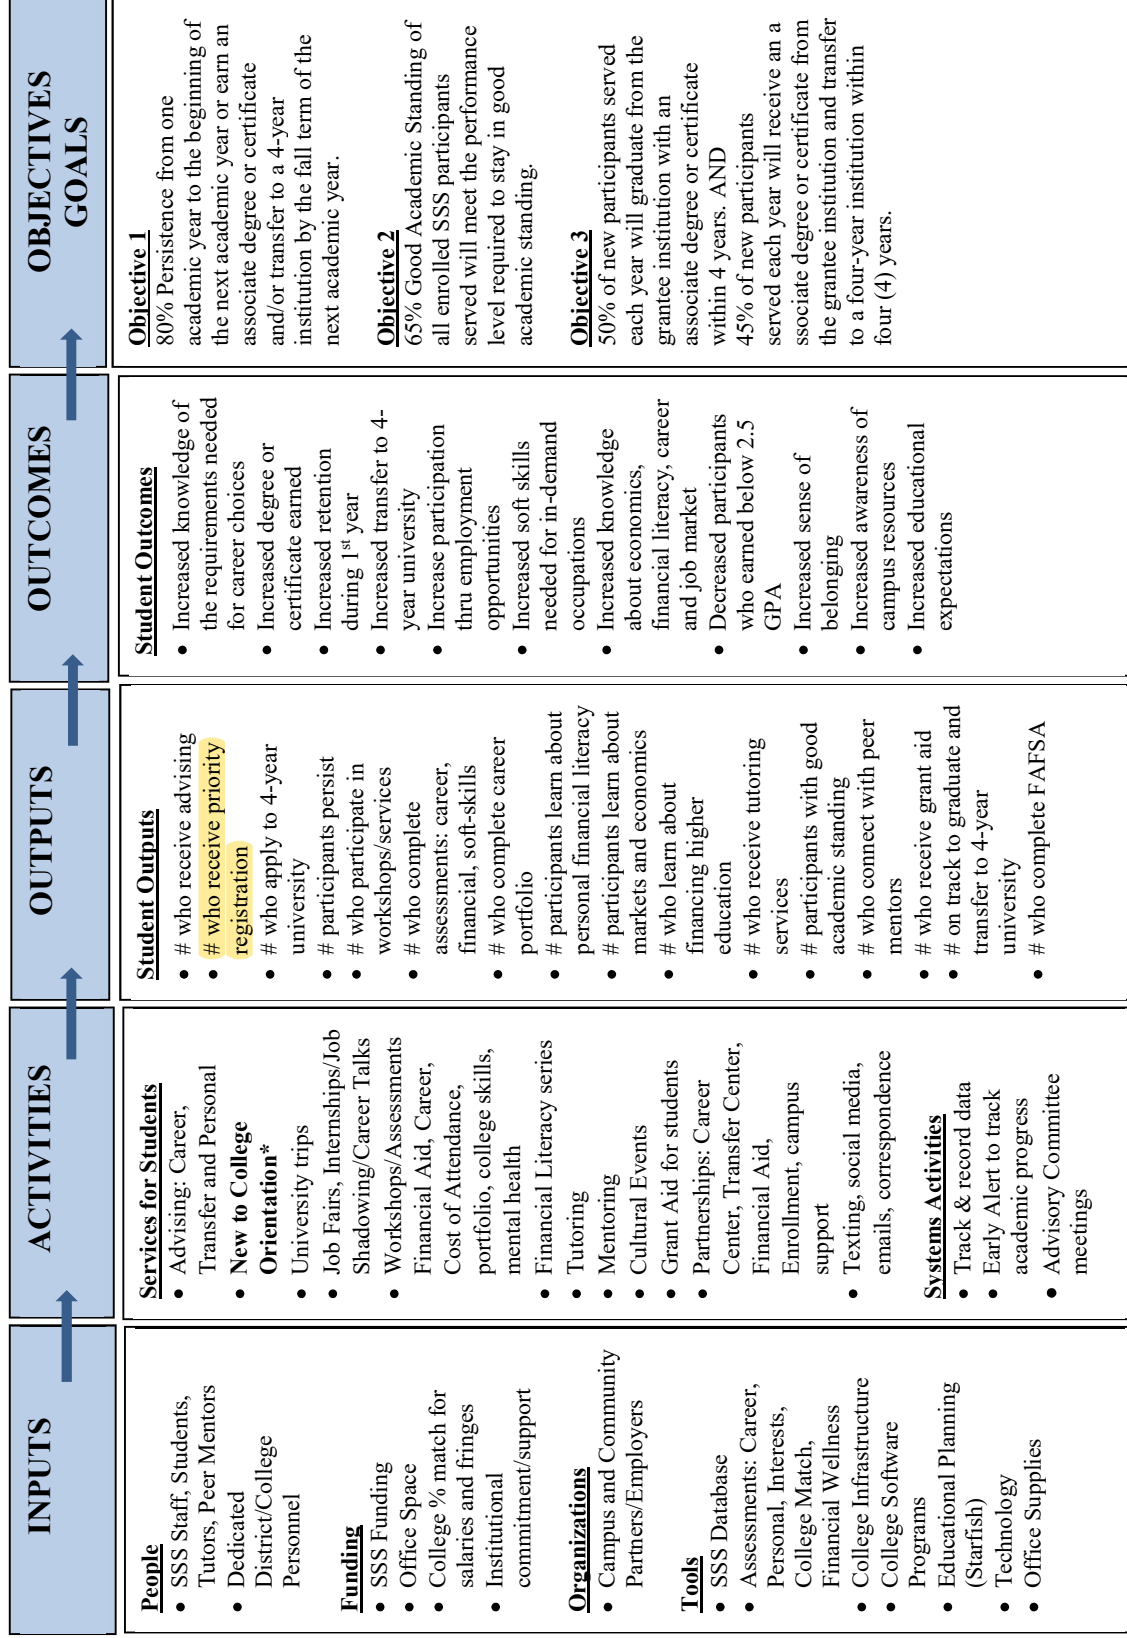 INPUTS
People
• SSS Staff, Students,
Tutors, Peer Mentors
• Dedicated
District/College
Personnel
Funding
• SSS Funding
• Office Space
• College % match for
salaries and fringes
• Institutional
commitment/support
Organizations
• Campus and Community
Partners/Employers
Tools
• SSS Database
• Assessments: Career,
Personal, Interests,
College Match,
Financial Wellness
• College Infrastructure
• College Software
Programs
• Educational Planning
(Starfish)
• Technology
• Office Supplies
ACTIVITIES
Services for Students
• Advising: Career,
Transfer and Personal
• New to College
Orientation*
• University trips
• Job Fairs, Internships/Job
Shadowing/Career Talks
• Workshops/Assessments
Financial Aid, Career,
Cost of Attendance,
portfolio, college skills,
mental health
• Financial Literacy series
• Tutoring
• Mentoring
• Cultural Events
• Grant Aid for students
• Partnerships: Career
Center, Transfer Center,
Financial Aid,
Enrollment, campus
support
• Texting, social media,
emails, correspondence
Systems Activities
• Track & record data
• Early Alert to track
academic progress
• Advisory Committee
meetings
OUTPUTS
Student Outputs
• # who receive advising
• # who receive priority
registration
• # who apply to 4-year
university
• # participants persist
• # who participate in
workshops/services
• # who complete
assessments: career,
financial, soft-skills
• # who complete career
portfolio
• # participants learn about
personal financial literacy
• # participants learn about
markets and economics
• # who learn about
financing higher
education
• # who receive tutoring
services
• # participants with good
academic standing
• # who connect with peer
mentors
• # who receive grant aid
• # on track to graduate and
transfer to 4-year
university
• # who complete FAFSA
OUTCOMES
Student Outcomes
• Increased knowledge of
the requirements needed
for career choices
• Increased degree or
certificate earned
• Increased retention
during 1st year
• Increased transfer to 4-
year university
• Increase participation
thru employment
opportunities
• Increased soft skills
needed for in-demand
occupations
• Increased knowledge
about economics,
financial literacy, career
and job market
• Decreased participants
who earned below 2.5
GPA
• Increased sense of
belonging
• Increased awareness of
campus resources
• Increased educational
expectations
OBJECTIVES
GOALS
Objective 1
80% Persistence from one
academic year to the beginning of
the next academic year or earn an
associate degree or certificate
and/or transfer to a 4-year
institution by the fall term of the
next academic year.
Objective 2
65% Good Academic Standing of
all enrolled SSS participants
served will meet the performance
level required to stay in good
academic standing.
Objective 3
50% of new participants served
each year will graduate from the
grantee institution with an
associate degree or certificate
within 4 years. AND
45% of new participants
served each year will receive an a
ssociate degree or certificate from
the grantee institution and transfer
to a four-year institution within
four (4) years.